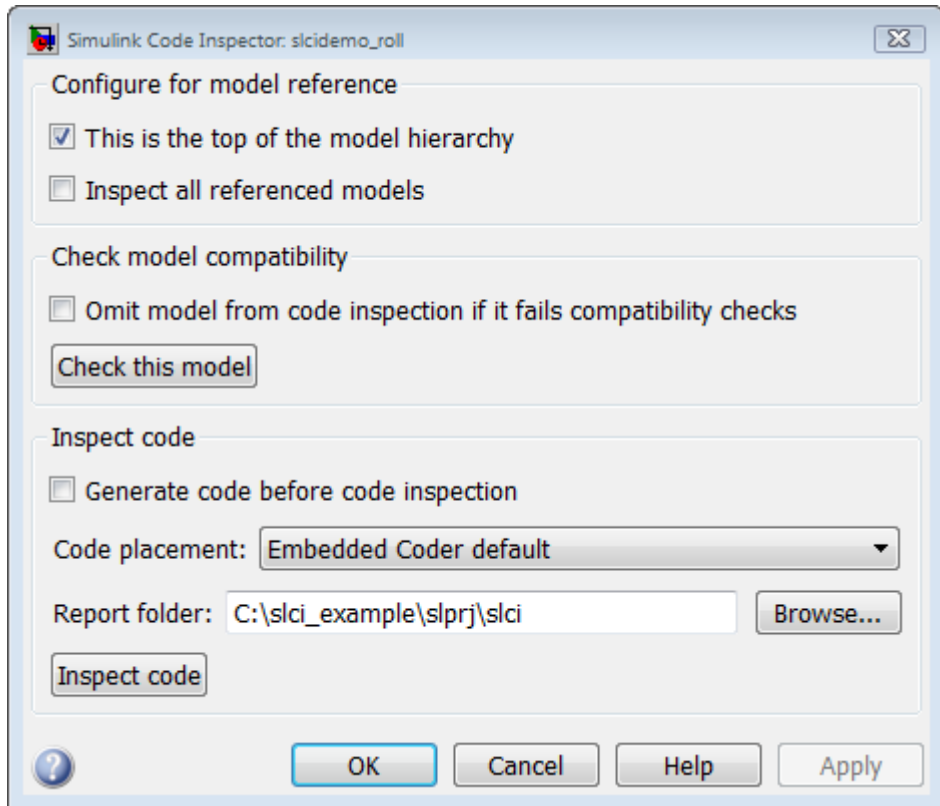 Simulink Code Inspector: slcidemo_roll
Configure for model reference
This is the top of the model hierarchy
Inspect all referenced models
Check model compatibility
Omit model from code inspection if it fails compatibility checks
Check this model
Inspect code
Generate code before code inspection
Code placement: Embedded Coder default
Report folder: C:\slci_example\slprj\slci Browse...
Inspect code
? OK Cancel Help Apply